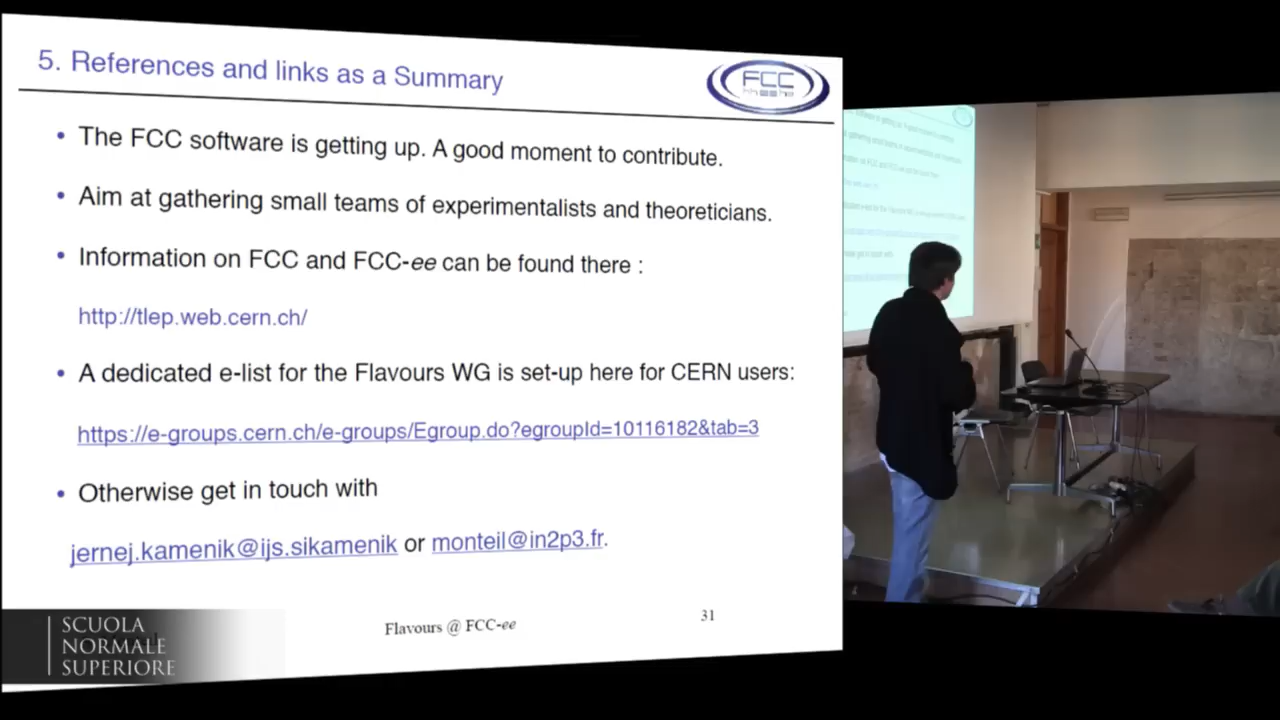 5. References and links as a Summary
FCC
• The FCC software is getting up. A good moment to contribute.
• Aim at gathering small teams of experimentalists and theoreticians.
• Information on FCC and FCC-ee can be found there :
http://tlep.web.cern.ch/
• A dedicated e-list for the Flavours WG is set-up here for CERN users:
https://e-groups.cern.ch/e-groups/Egroup.do?egroupId=10116182&tab=3
• Otherwise get in touch with
jernej.kamenik@ijs.sikamenik or monteil@in2p3.fr.
Flavours @ FCC-ee
31
SCUOLA
NORMALE
SUPERIORE